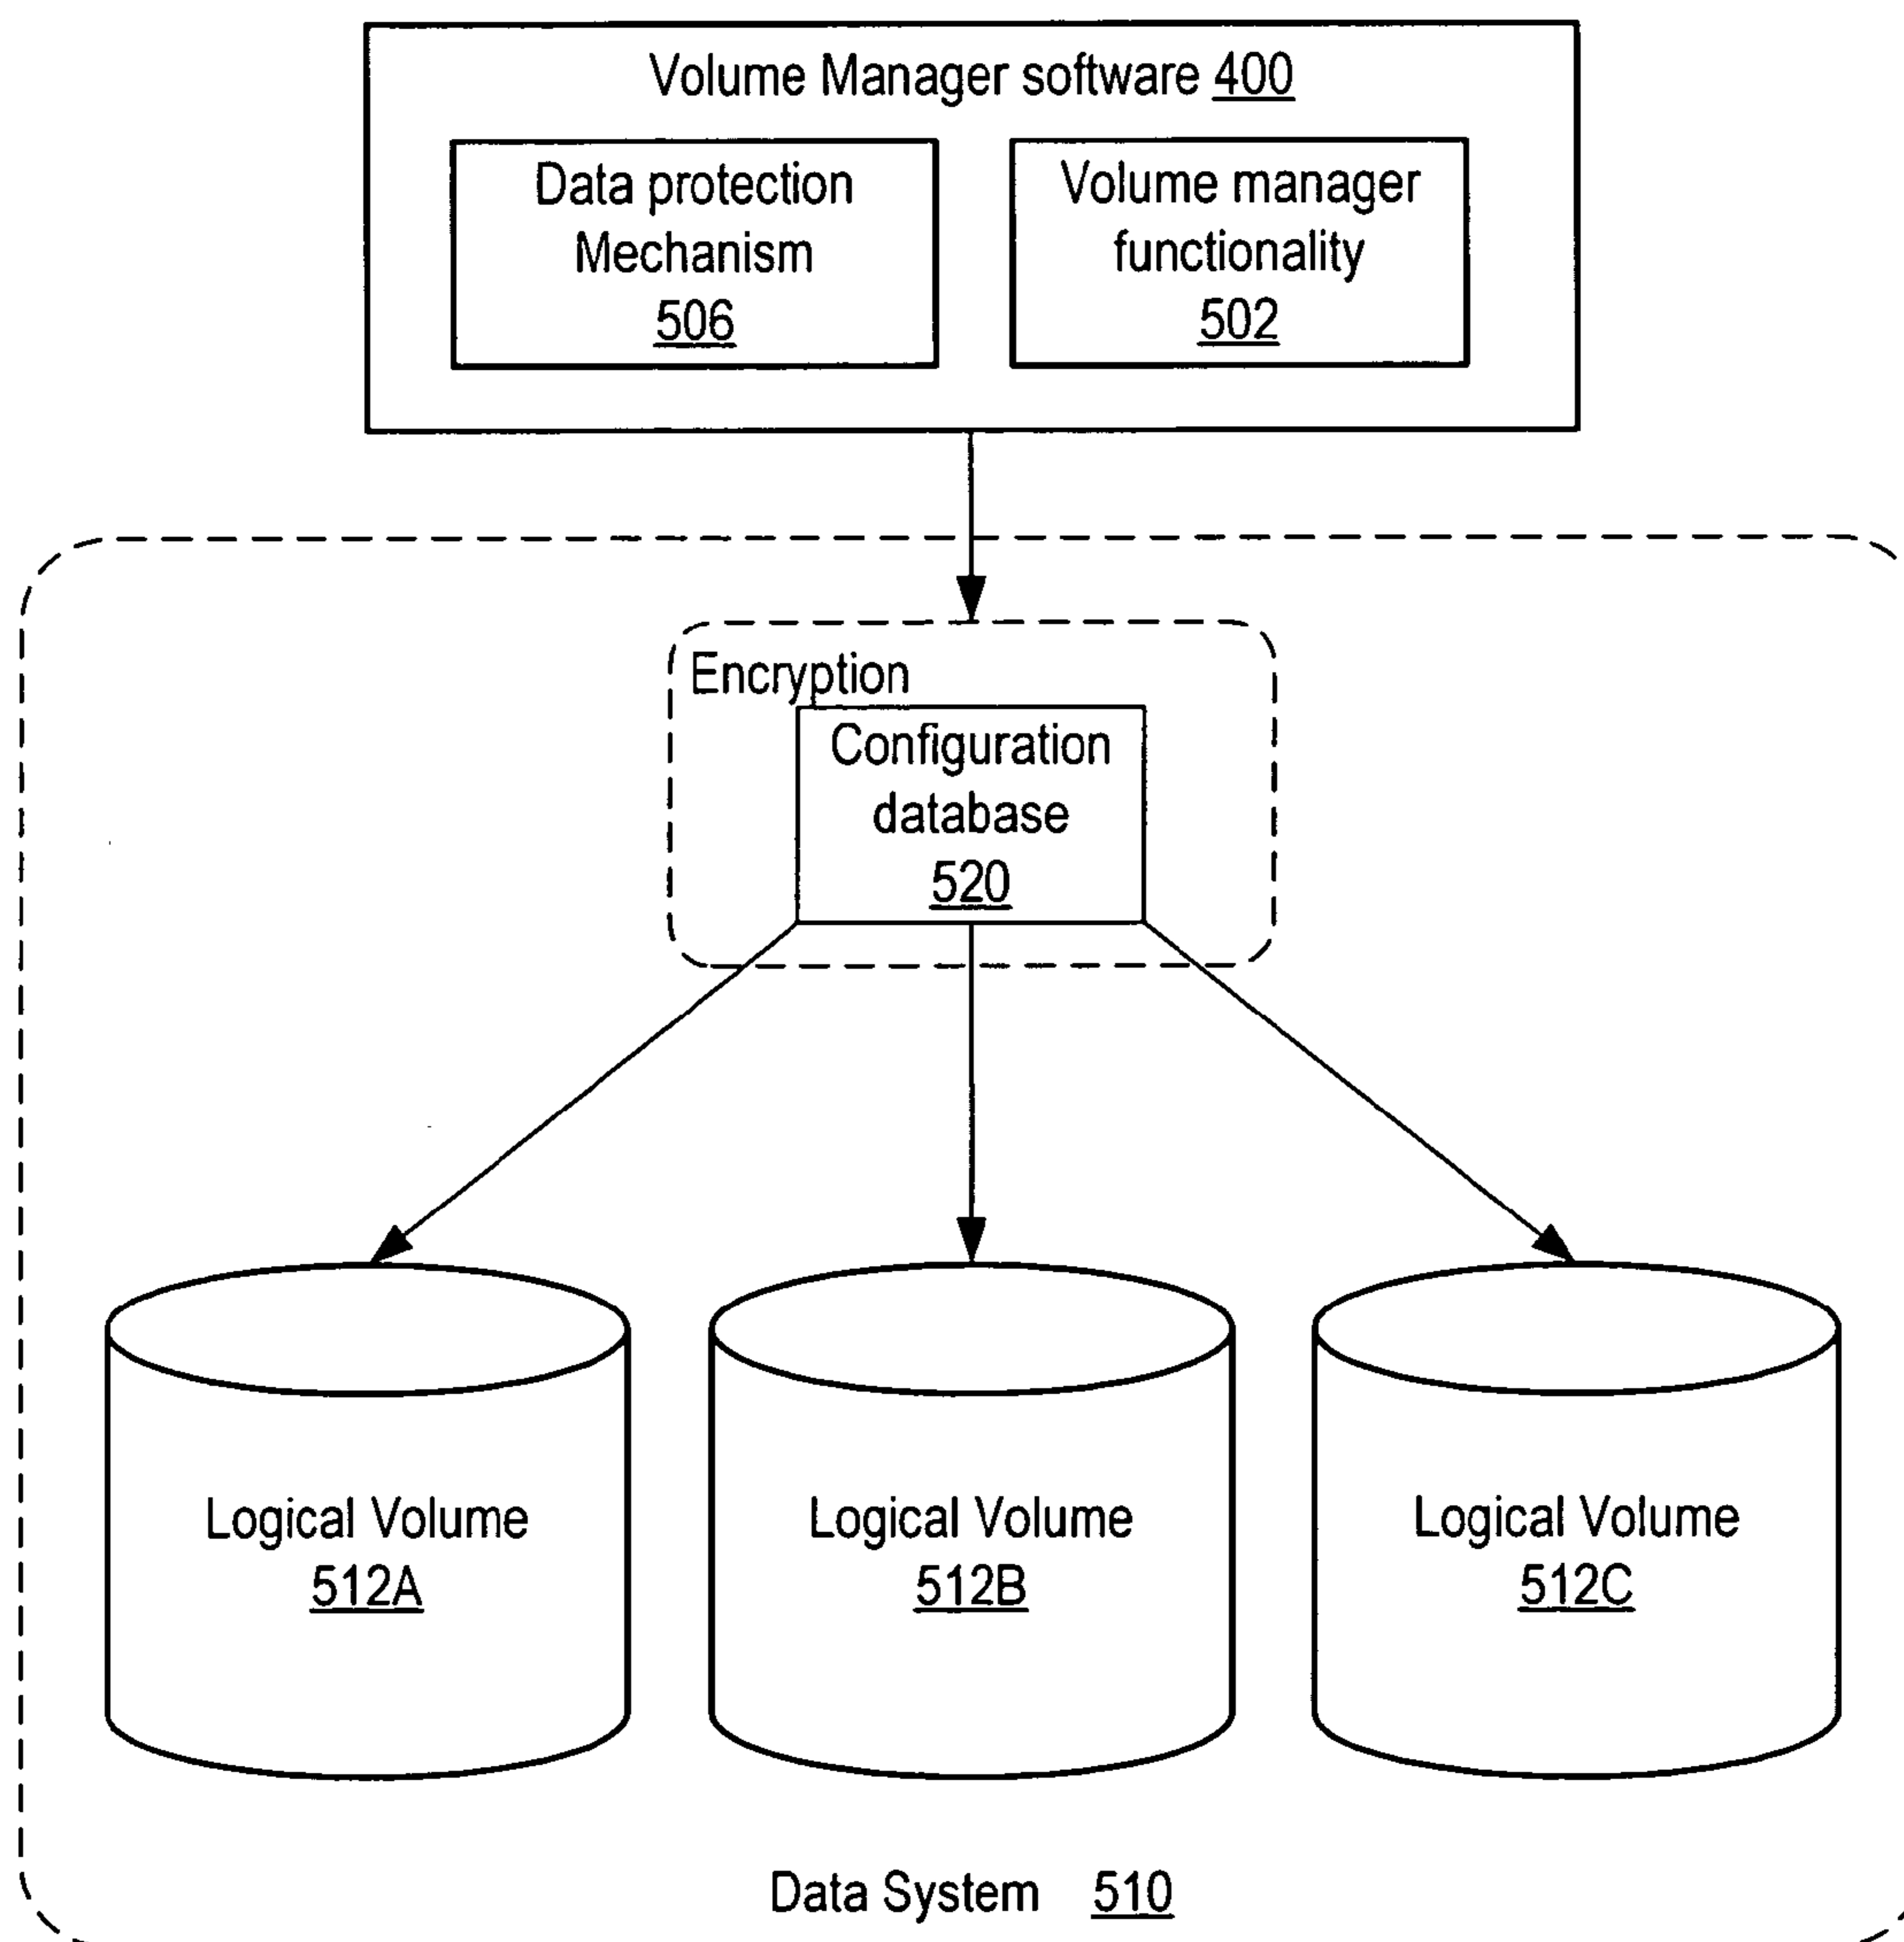 Volume Manager software 400
Data protection
Mechanism
506
Volume manager
functionality
502
Encryption
Configuration
database
520
Logical Volume
512A
Logical Volume
512B
Logical Volume
512C
Data System 510